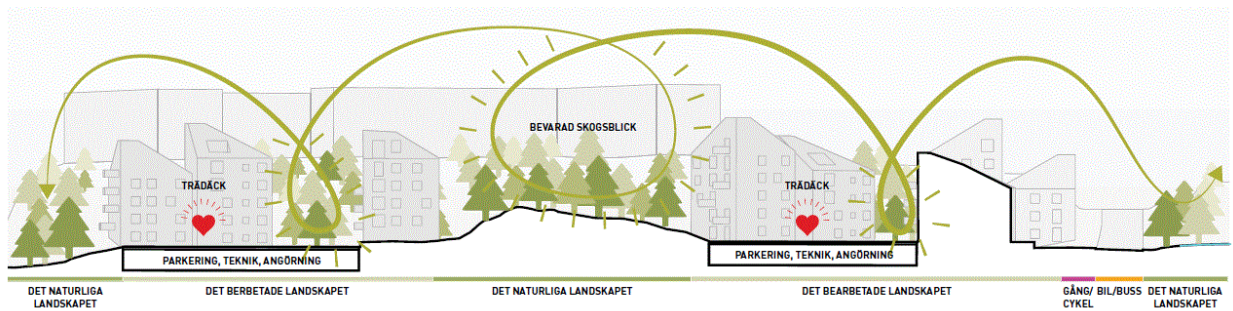 BEVARAD SKOGSBLICK
TRÄDÄCK
TRÄDÄCK
PARKERING, TEKNIK, ANGÖRNING
PARKERING, TEKNIK, ANGÖRNING
DET NATURLIGA
LANDSKAPET
DET BERBETADE LANDSKAPET
DET NATURLIGA LANDSKAPET
DET BEARBETADE LANDSKAPET
GÅNG/
CYKEL
BIL/BUSS
DET NATURLIGA
LANDSKAPET